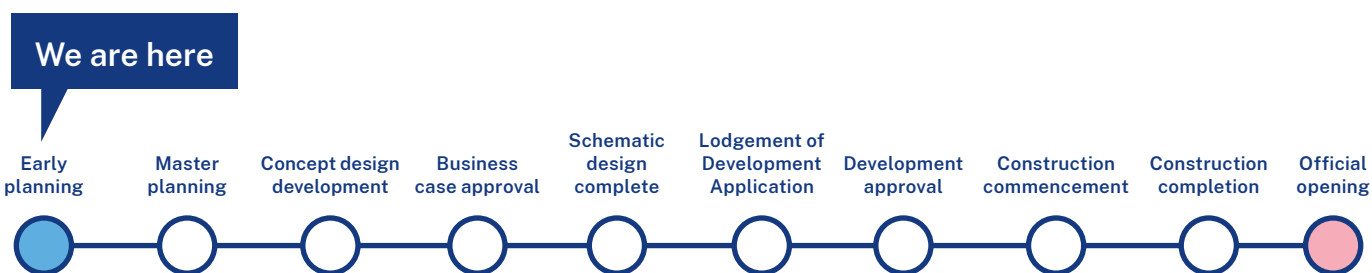 We are here
Early
planning
Master
planning
Concept design
development
Business
case approval
Schematic
design
complete
Lodgement of
Development
Application
Development
approval
Construction
commencement
Construction
completion
Official
opening